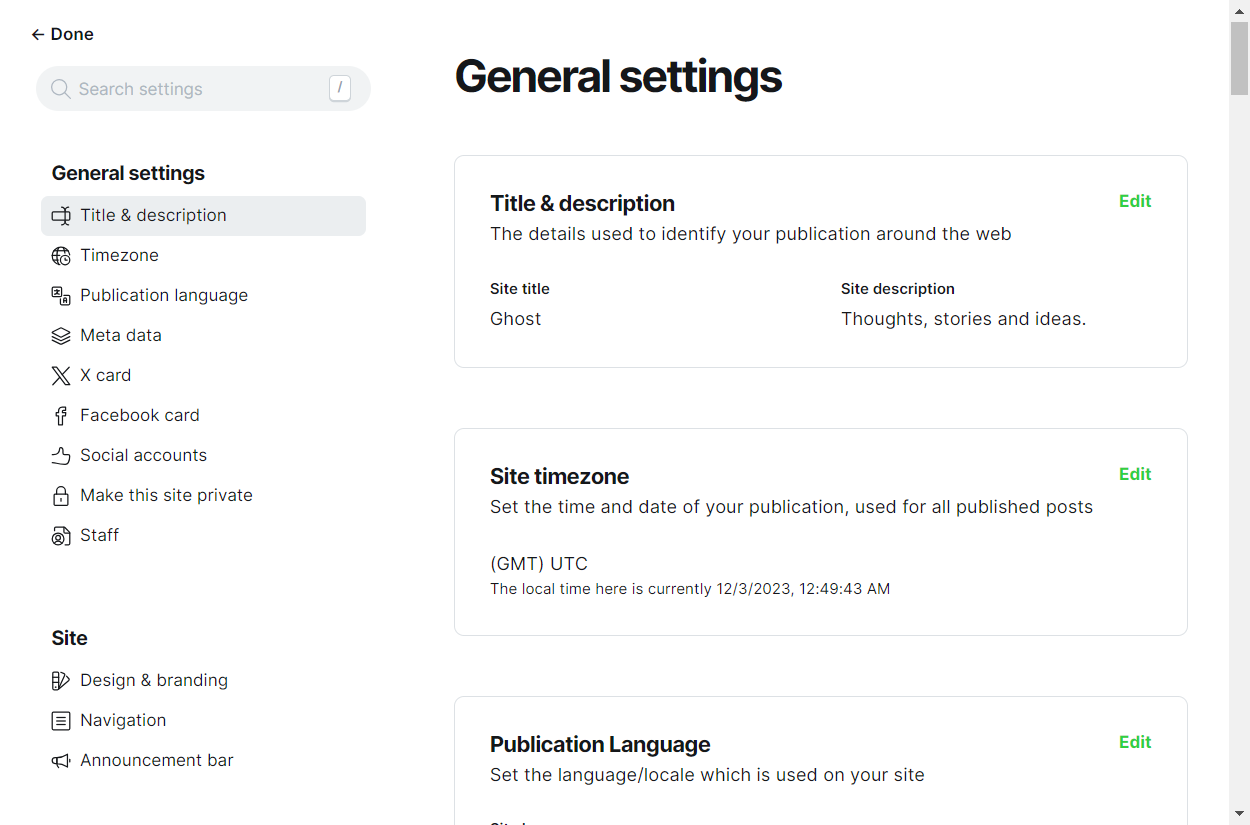 Done
Search settings
/
General settings
Title & description
Timezone
Publication language
Meta data
X card
Facebook card
Social accounts
Make this site private
Staff
Site
Design & branding
Navigation
Announcement bar
General settings
Title & description
Edit
The details used to identify your publication around the web
Site title
Site description
Ghost
Thoughts, stories and ideas.
Site timezone
Edit
Set the time and date of your publication, used for all published posts
(GMT) UTC
The local time here is currently 12/3/2023, 12:49:43 AM
Publication Language
Edit
Set the language/locale which is used on your site